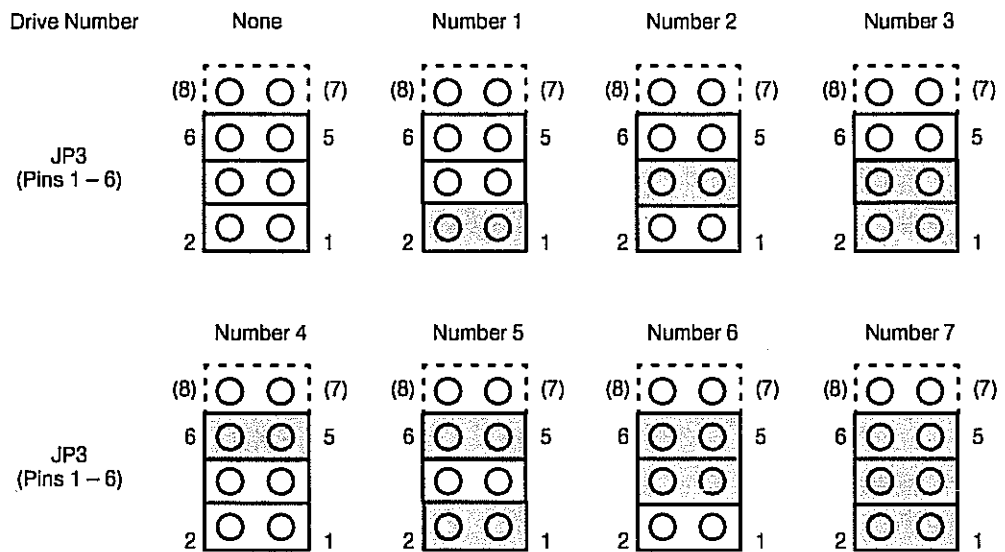 Drive Number None Number 1 Number 2 Number 3
(8) (7) (8) (7) (8) (7) (8) (7)
6 5 6 5 6 5 6 5
JP3
(Pins 1 – 6)
2 1 2 1 2 1 2 1
Number 4 Number 5 Number 6 Number 7
(8) (7) (8) (7) (8) (7) (8) (7)
6 5 6 5 6 5 6 5
JP3
(Pins 1 – 6)
2 1 2 1 2 1 2 1